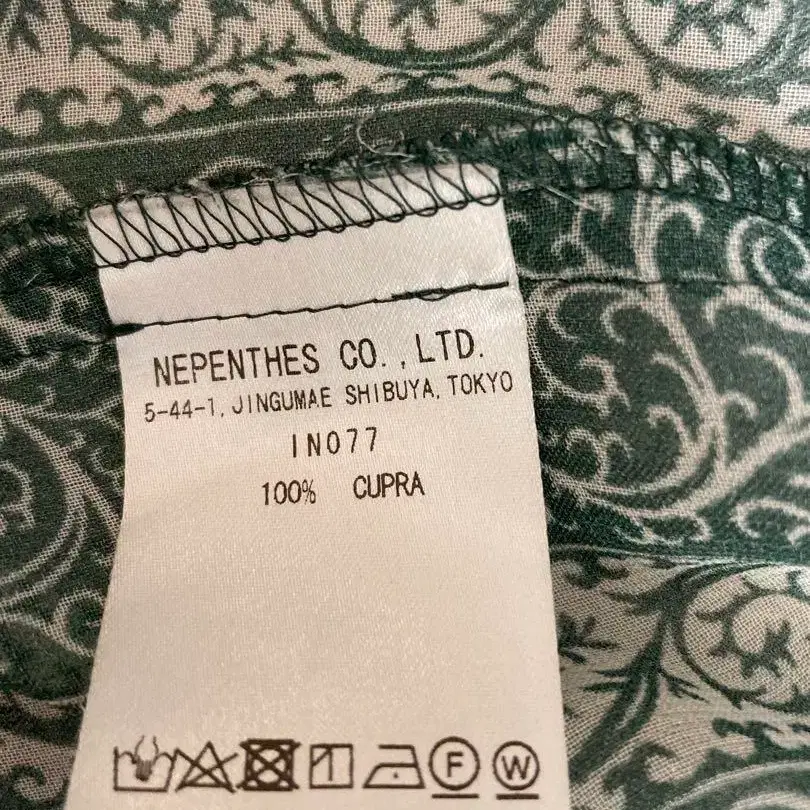 NEPENTHES CO., LTD.
5-44-1, JINGUMAE SHIBUYA, TOKYO
IN077
100% CUPRA
F W